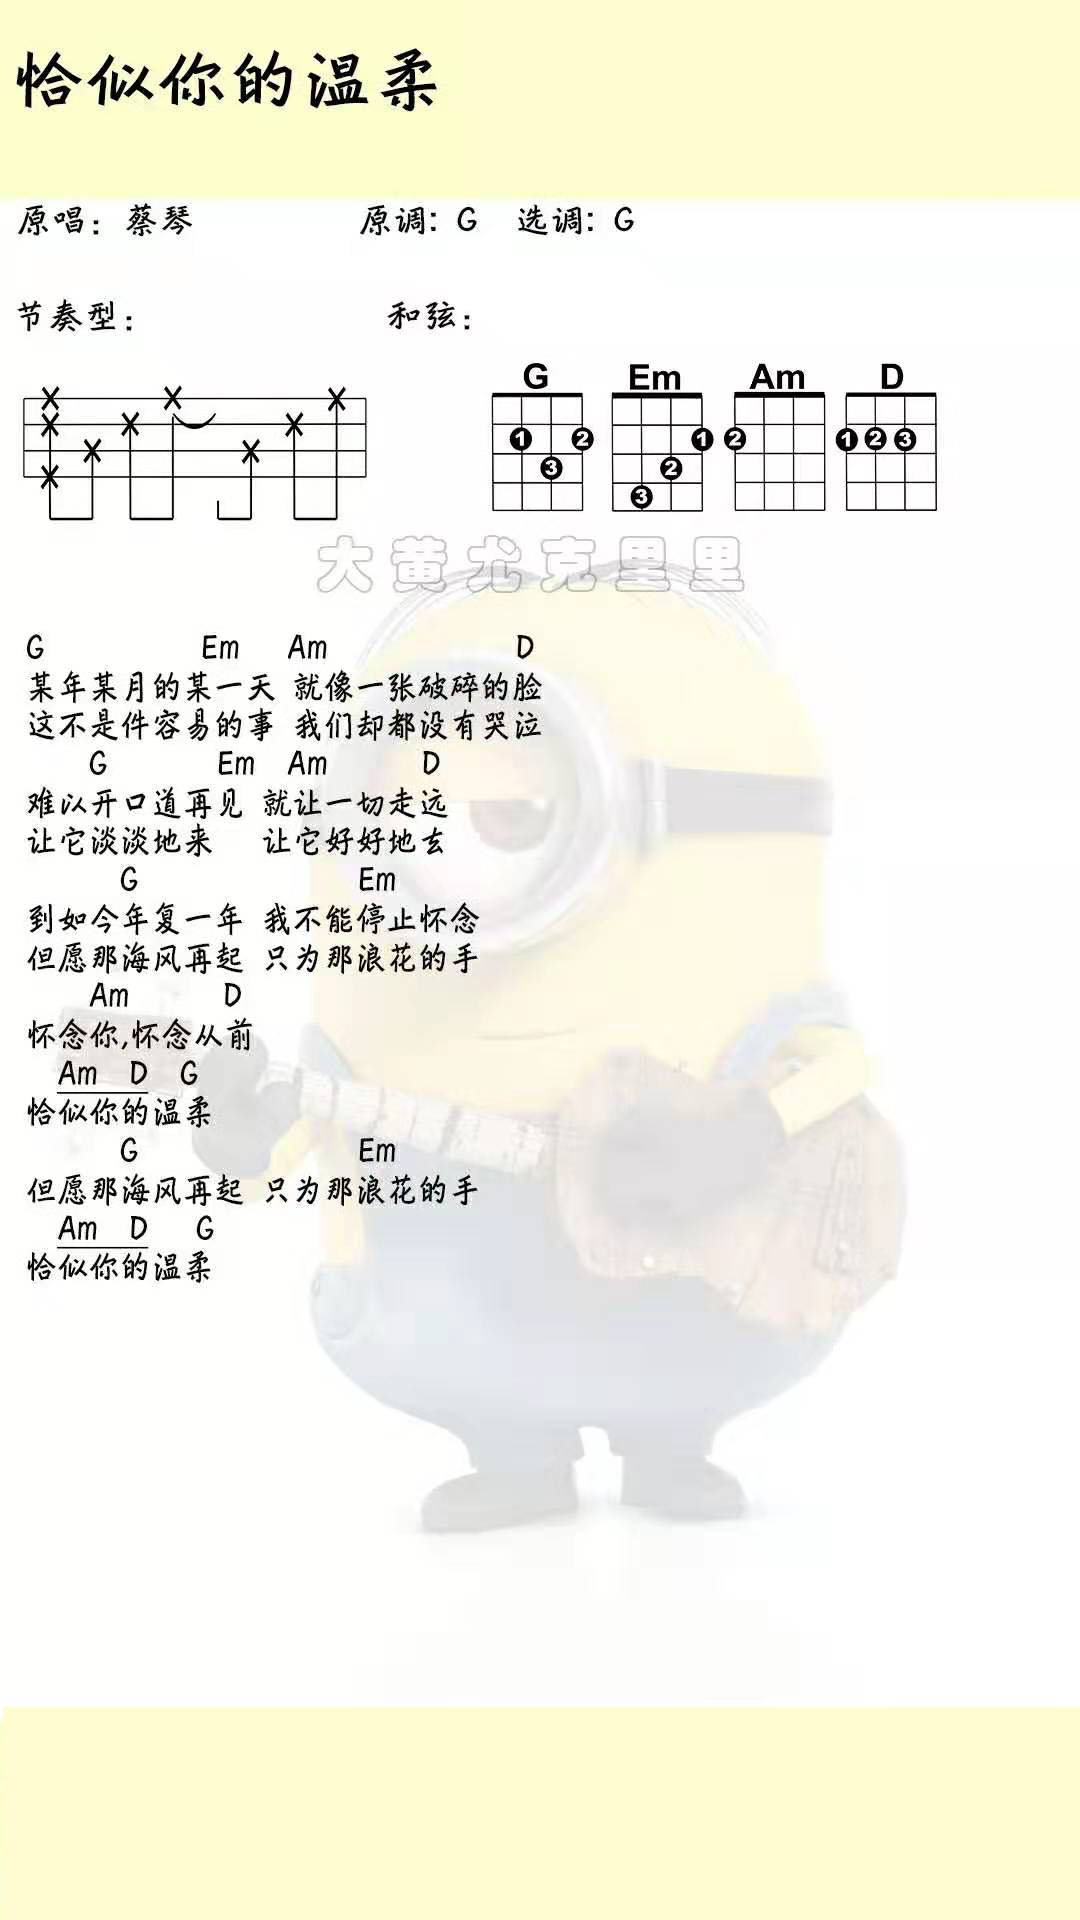 恰似你的温柔
原唱：蔡琴 原调：G 选调：G
节奏型： 和弦：
G Em Am D
1 2 3 1 2 3 2 1 2 3
大黄尤克里里
G Em Am D
某年某月的某一天 就像一张破碎的脸
这不是件容易的事 我们却都没有哭泣
G Em Am D
难以开口道再见 就让一切走远
让它淡淡地来 让它好好地去
G Em
到如今年复一年 我不能停止怀念
但愿那海风再起 只为那浪花的手
Am D
怀念你,怀念从前
Am D G
恰似你的温柔
G Em
但愿那海风再起 只为那浪花的手
Am D G
恰似你的温柔